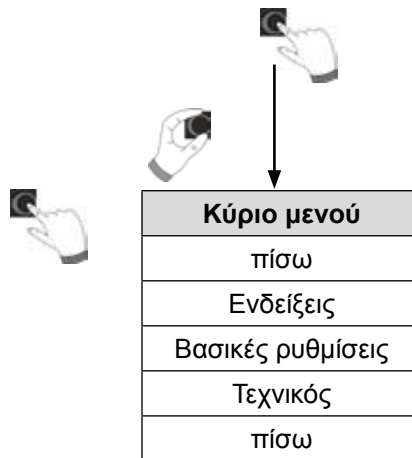 Κύριο μενού
πίσω
Ενδείξεις
Βασικές ρυθμίσεις
Τεχνικός
πίσω